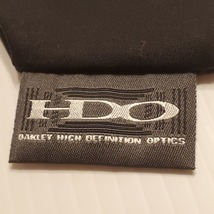 HDO
OAKLEY HIGH DEFINITION OPTICS